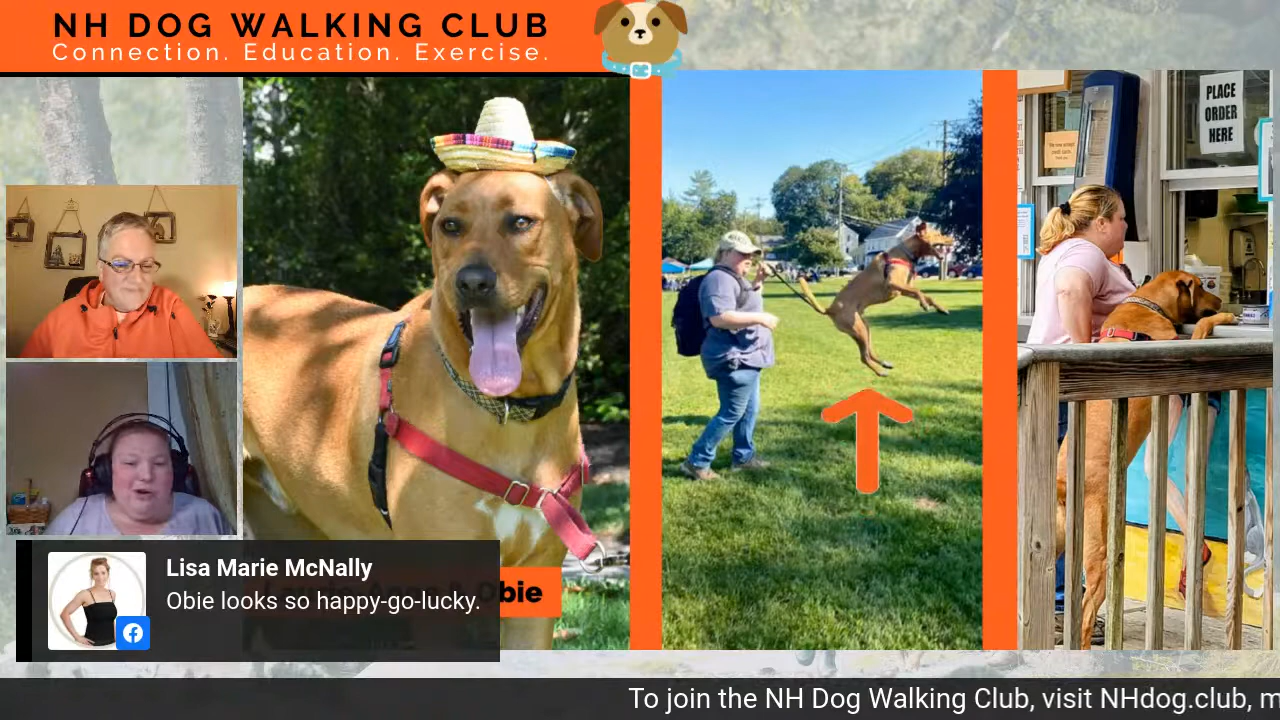 NH DOG WALKING CLUB
Connection. Education. Exercise.
PLACE
ORDER
HERE
Lisa Marie McNally
Obie looks so happy-go-lucky.
Obie
To join the NH Dog Walking Club, visit NHdog.club, m